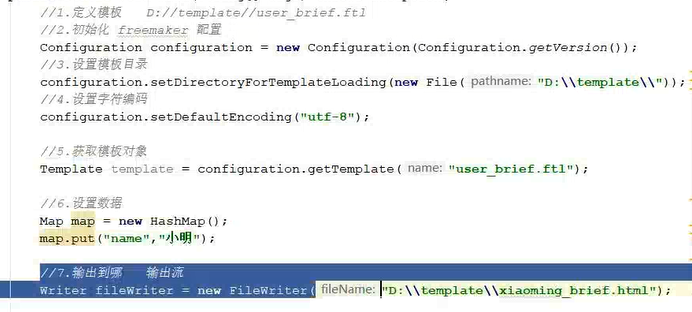 //1.定义模板 D://template//user_brief.ftl
//2.初始化 freemaker 配置
Configuration configuration = new Configuration(Configuration.getVersion());
//3.设置模板目录
configuration.setDirectoryForTemplateLoading(new File( pathname: "D:\\template\\"));
//4.设置字符编码
configuration.setDefaultEncoding("utf-8");
//5.获取模板对象
Template template = configuration.getTemplate( name: "user_brief.ftl");
//6.设置数据
Map map = new HashMap();
map.put("name","小明");
//7.输出到哪 输出流
Writer fileWriter = new FileWriter( fileName: "D:\\template\\xiaoming_brief.html");